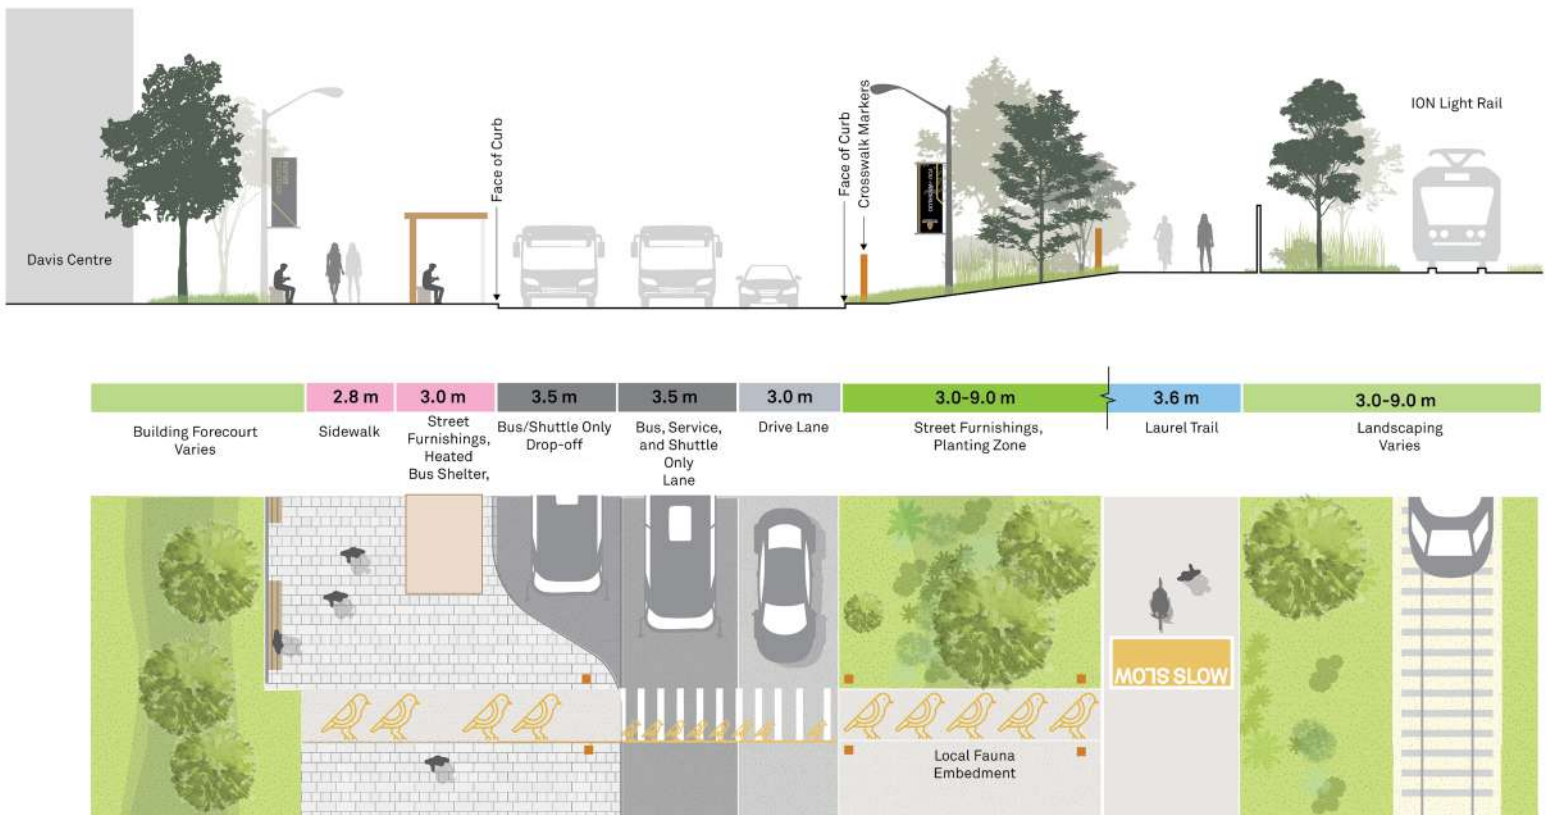 ION Light Rail
Face of Curb
Face of Curb
Crosswalk Markers
Davis Centre
2.8 m
3.0 m
3.5 m
3.5 m
3.0 m
3.0-9.0 m
3.6 m
3.0-9.0 m
Building Forecourt
Varies
Sidewalk
Street
Furnishings,
Heated
Bus Shelter,
Bus/Shuttle Only
Drop-off
Bus, Service,
and Shuttle
Only
Lane
Drive Lane
Street Furnishings,
Planting Zone
Laurel Trail
Landscaping
Varies
SLOW SLOW
Local Fauna
Embedment